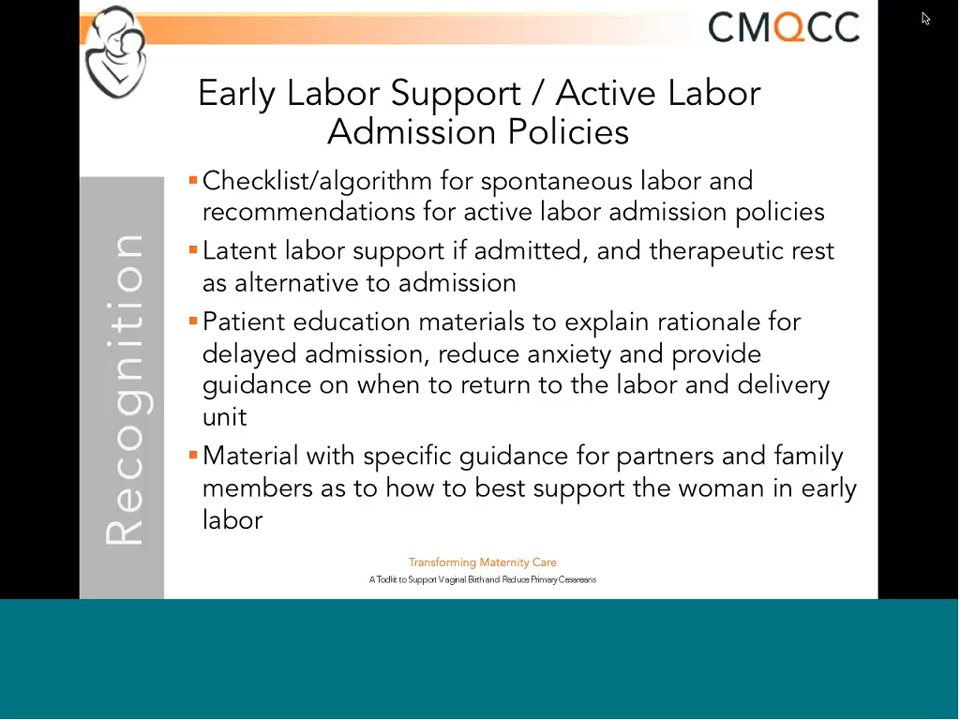 CMQCC
Early Labor Support / Active Labor
Admission Policies
Recognition
▪Checklist/algorithm for spontaneous labor and
recommendations for active labor admission policies
▪Latent labor support if admitted, and therapeutic rest
as alternative to admission
▪Patient education materials to explain rationale for
delayed admission, reduce anxiety and provide
guidance on when to return to the labor and delivery
unit
▪Material with specific guidance for partners and family
members as to how to best support the woman in early
labor
Transforming Maternity Care
A Toolkit to Support Vaginal Birth and Reduce Primary Cesareans